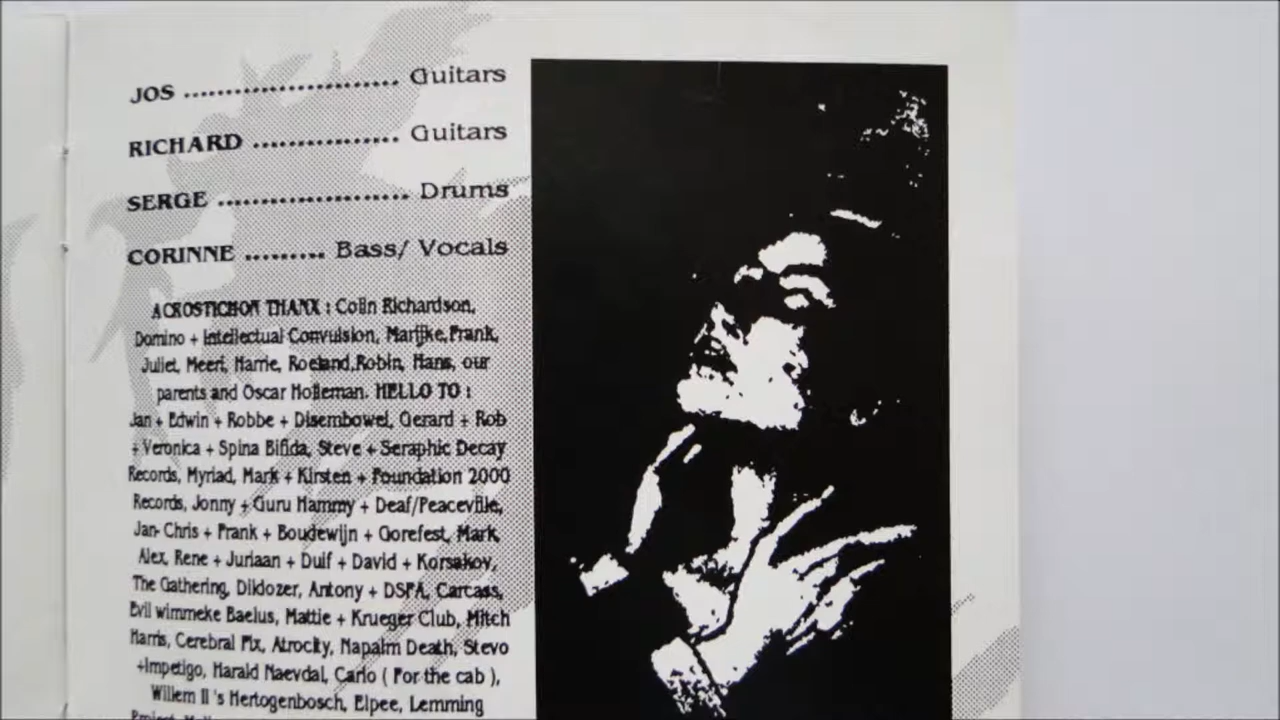 JOS .......................... Guitars
RICHARD .................. Guitars
SERGE ....................... Drums
CORINNE .......... Bass/ Vocals
ACROSTICHON THANX : Colin Richardson,
Domino + Intellectual Convulsion, Marijke,Frank,
Juliet, Meert, Harrie, Roeland,Robin, Hans, our
parents and Oscar Holleman. HELLO TO :
Jan + Edwin + Robbe + Disembowel, Gerard + Rob
+ Veronica + Spina Bifida, Steve + Seraphic Decay
Records, Myriad, Mark + Kirsten + Foundation 2000
Records, Jonny + Guru Hammy + Deaf/Peaceville,
Jan-Chris + Frank + Boudewijn + Gorefest, Mark,
Alex, Rene + Juriaan + Duif + David + Korsakov,
The Gathering, Dildozer, Antony + DSFA, Carcass,
Evil wimmeke Baelus, Mattie + Krueger Club, Mitch
Harris, Cerebral Fix, Atrocity, Napalm Death, Stevo
+Impetigo, Harald Naevdal, Carlo ( For the cab ),
Willem II 's Hertogenbosch, Elpee, Lemming